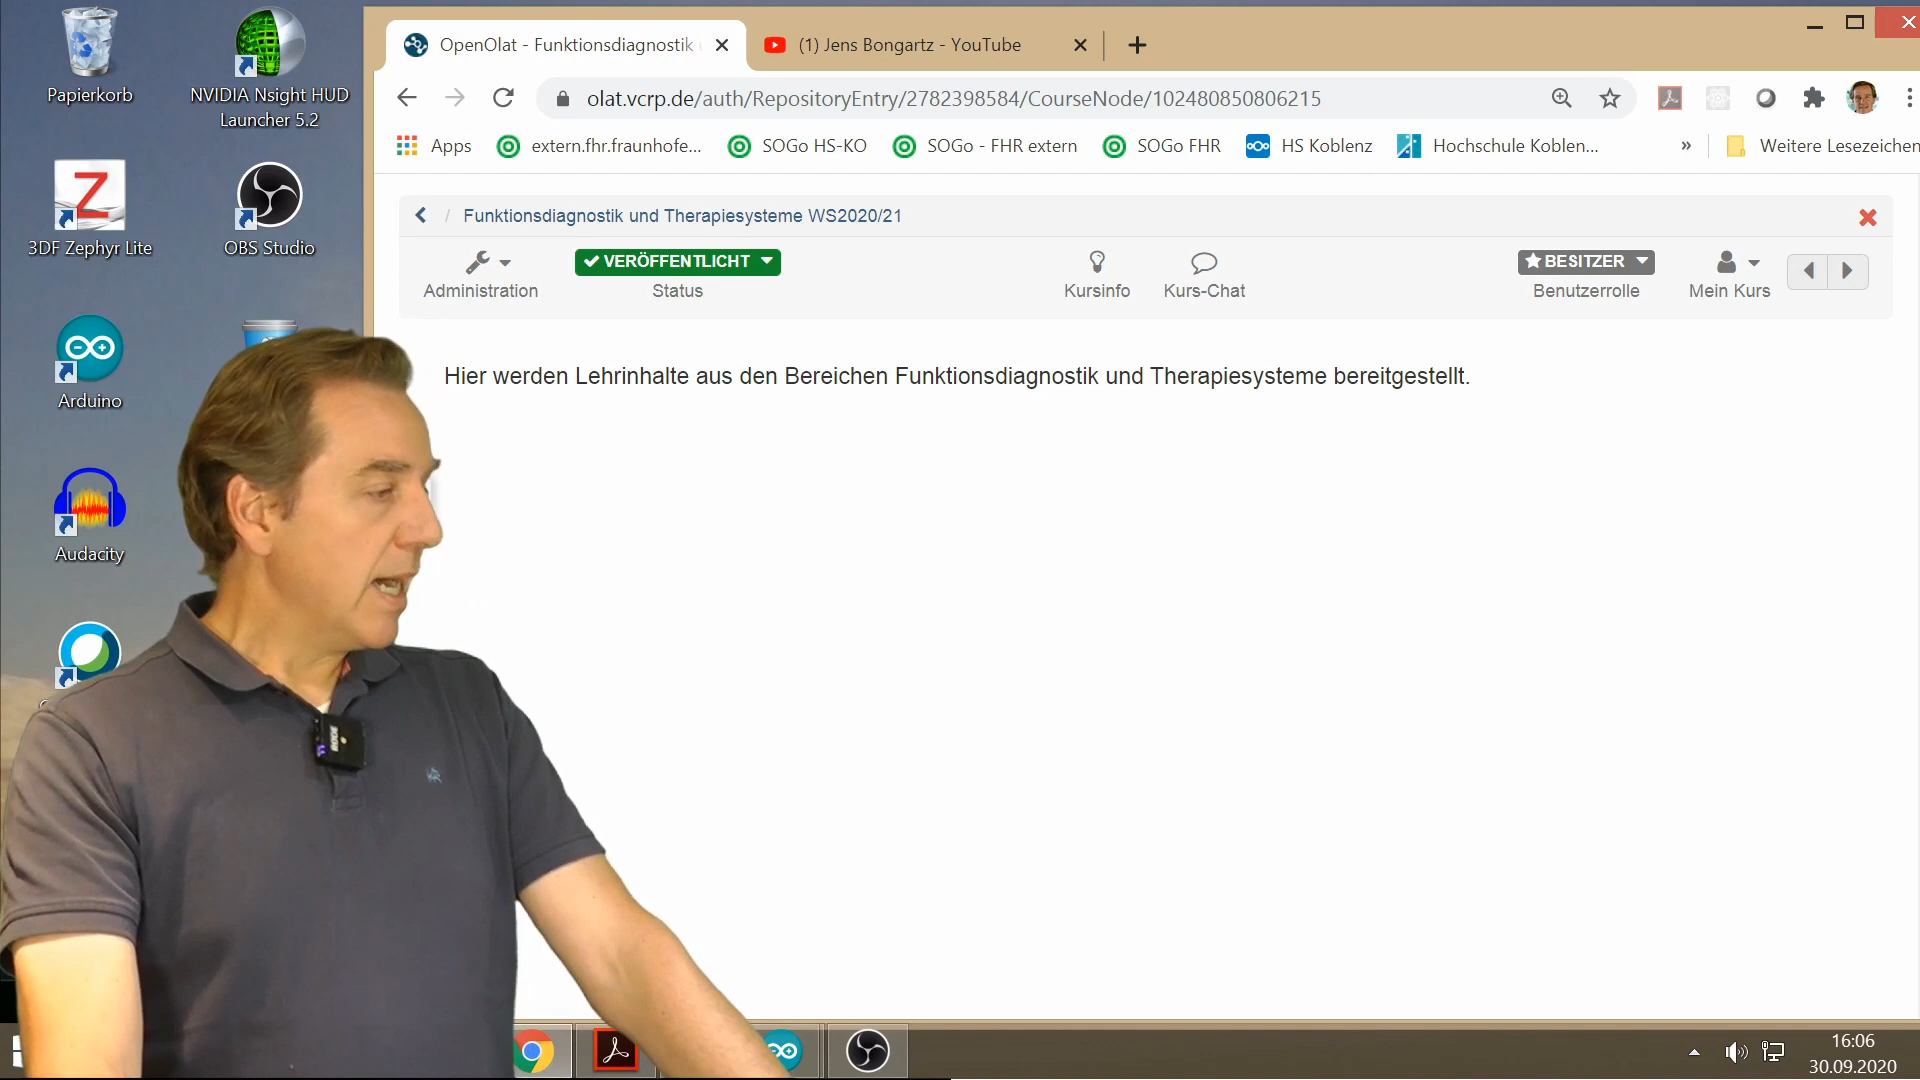 Papierkorb
NVIDIA Nsight HUD
Launcher 5.2
3DF Zephyr Lite
OBS Studio
Arduino
Audacity
OpenOlat - Funktionsdiagnostik
(1) Jens Bongartz - YouTube
olat.vcrp.de/auth/RepositoryEntry/2782398584/CourseNode/102480850806215
Apps
extern.fhr.fraunhofe...
SOGo HS-KO
SOGo - FHR extern
SOGo FHR
HS Koblenz
Hochschule Koblen...
»
Weitere Lesezeichen
/ Funktionsdiagnostik und Therapiesysteme WS2020/21
Administration
VERÖFFENTLICHT
Status
Kursinfo
Kurs-Chat
BESITZER
Benutzerrolle
Mein Kurs
Hier werden Lehrinhalte aus den Bereichen Funktionsdiagnostik und Therapiesysteme bereitgestellt.
RODE
16:06
30.09.2020